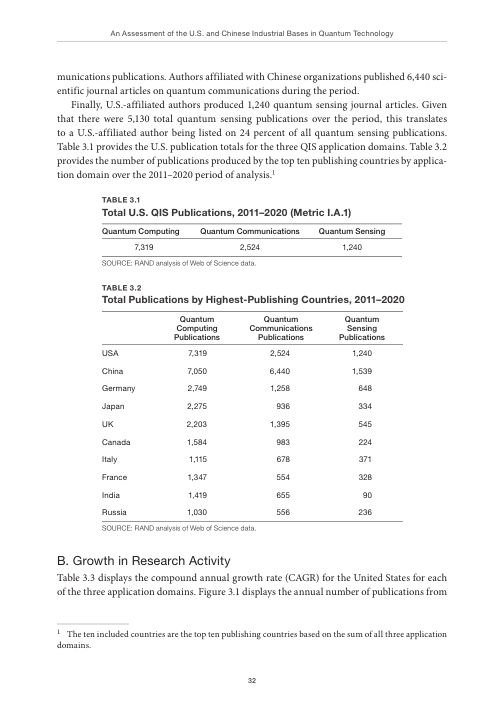 An Assessment of the U.S. and Chinese Industrial Bases in Quantum Technology
munications publications. Authors affiliated with Chinese organizations published 6,440 sci-
entific journal articles on quantum communications during the period.
Finally, U.S.-affiliated authors produced 1,240 quantum sensing journal articles. Given
that there were 5,130 total quantum sensing publications over the period, this translates
to a U.S.-affiliated author being listed on 24 percent of all quantum sensing publications.
Table 3.1 provides the U.S. publication totals for the three QIS application domains. Table 3.2
provides the number of publications produced by the top ten publishing countries by applica-
tion domain over the 2011–2020 period of analysis.1
TABLE 3.1
Total U.S. QIS Publications, 2011–2020 (Metric I.A.1)
Quantum Computing Quantum Communications Quantum Sensing
7,319 2,524 1,240
SOURCE: RAND analysis of Web of Science data.
TABLE 3.2
Total Publications by Highest-Publishing Countries, 2011–2020
Quantum Quantum Quantum
Computing Communications Sensing
Publications Publications Publications
USA 7,319 2,524 1,240
China 7,050 6,440 1,539
Germany 2,749 1,258 648
Japan 2,275 936 334
UK 2,203 1,395 545
Canada 1,584 983 224
Italy 1,115 678 371
France 1,347 554 328
India 1,419 655 90
Russia 1,030 556 236
SOURCE: RAND analysis of Web of Science data.
B. Growth in Research Activity
Table 3.3 displays the compound annual growth rate (CAGR) for the United States for each
of the three application domains. Figure 3.1 displays the annual number of publications from
1 The ten included countries are the top ten publishing countries based on the sum of all three application
domains.
32